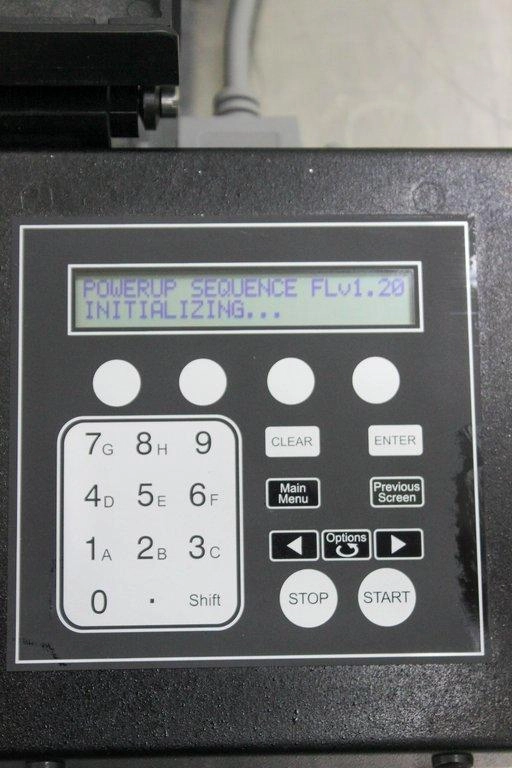 POWERUP SEQUENCE FLv1.20
INITIALIZING...
7G 8H 9
CLEAR
ENTER
4D 5E 6F
Main
Menu
Previous
Screen
1A 2B 3C
Options
0 . Shift
STOP
START